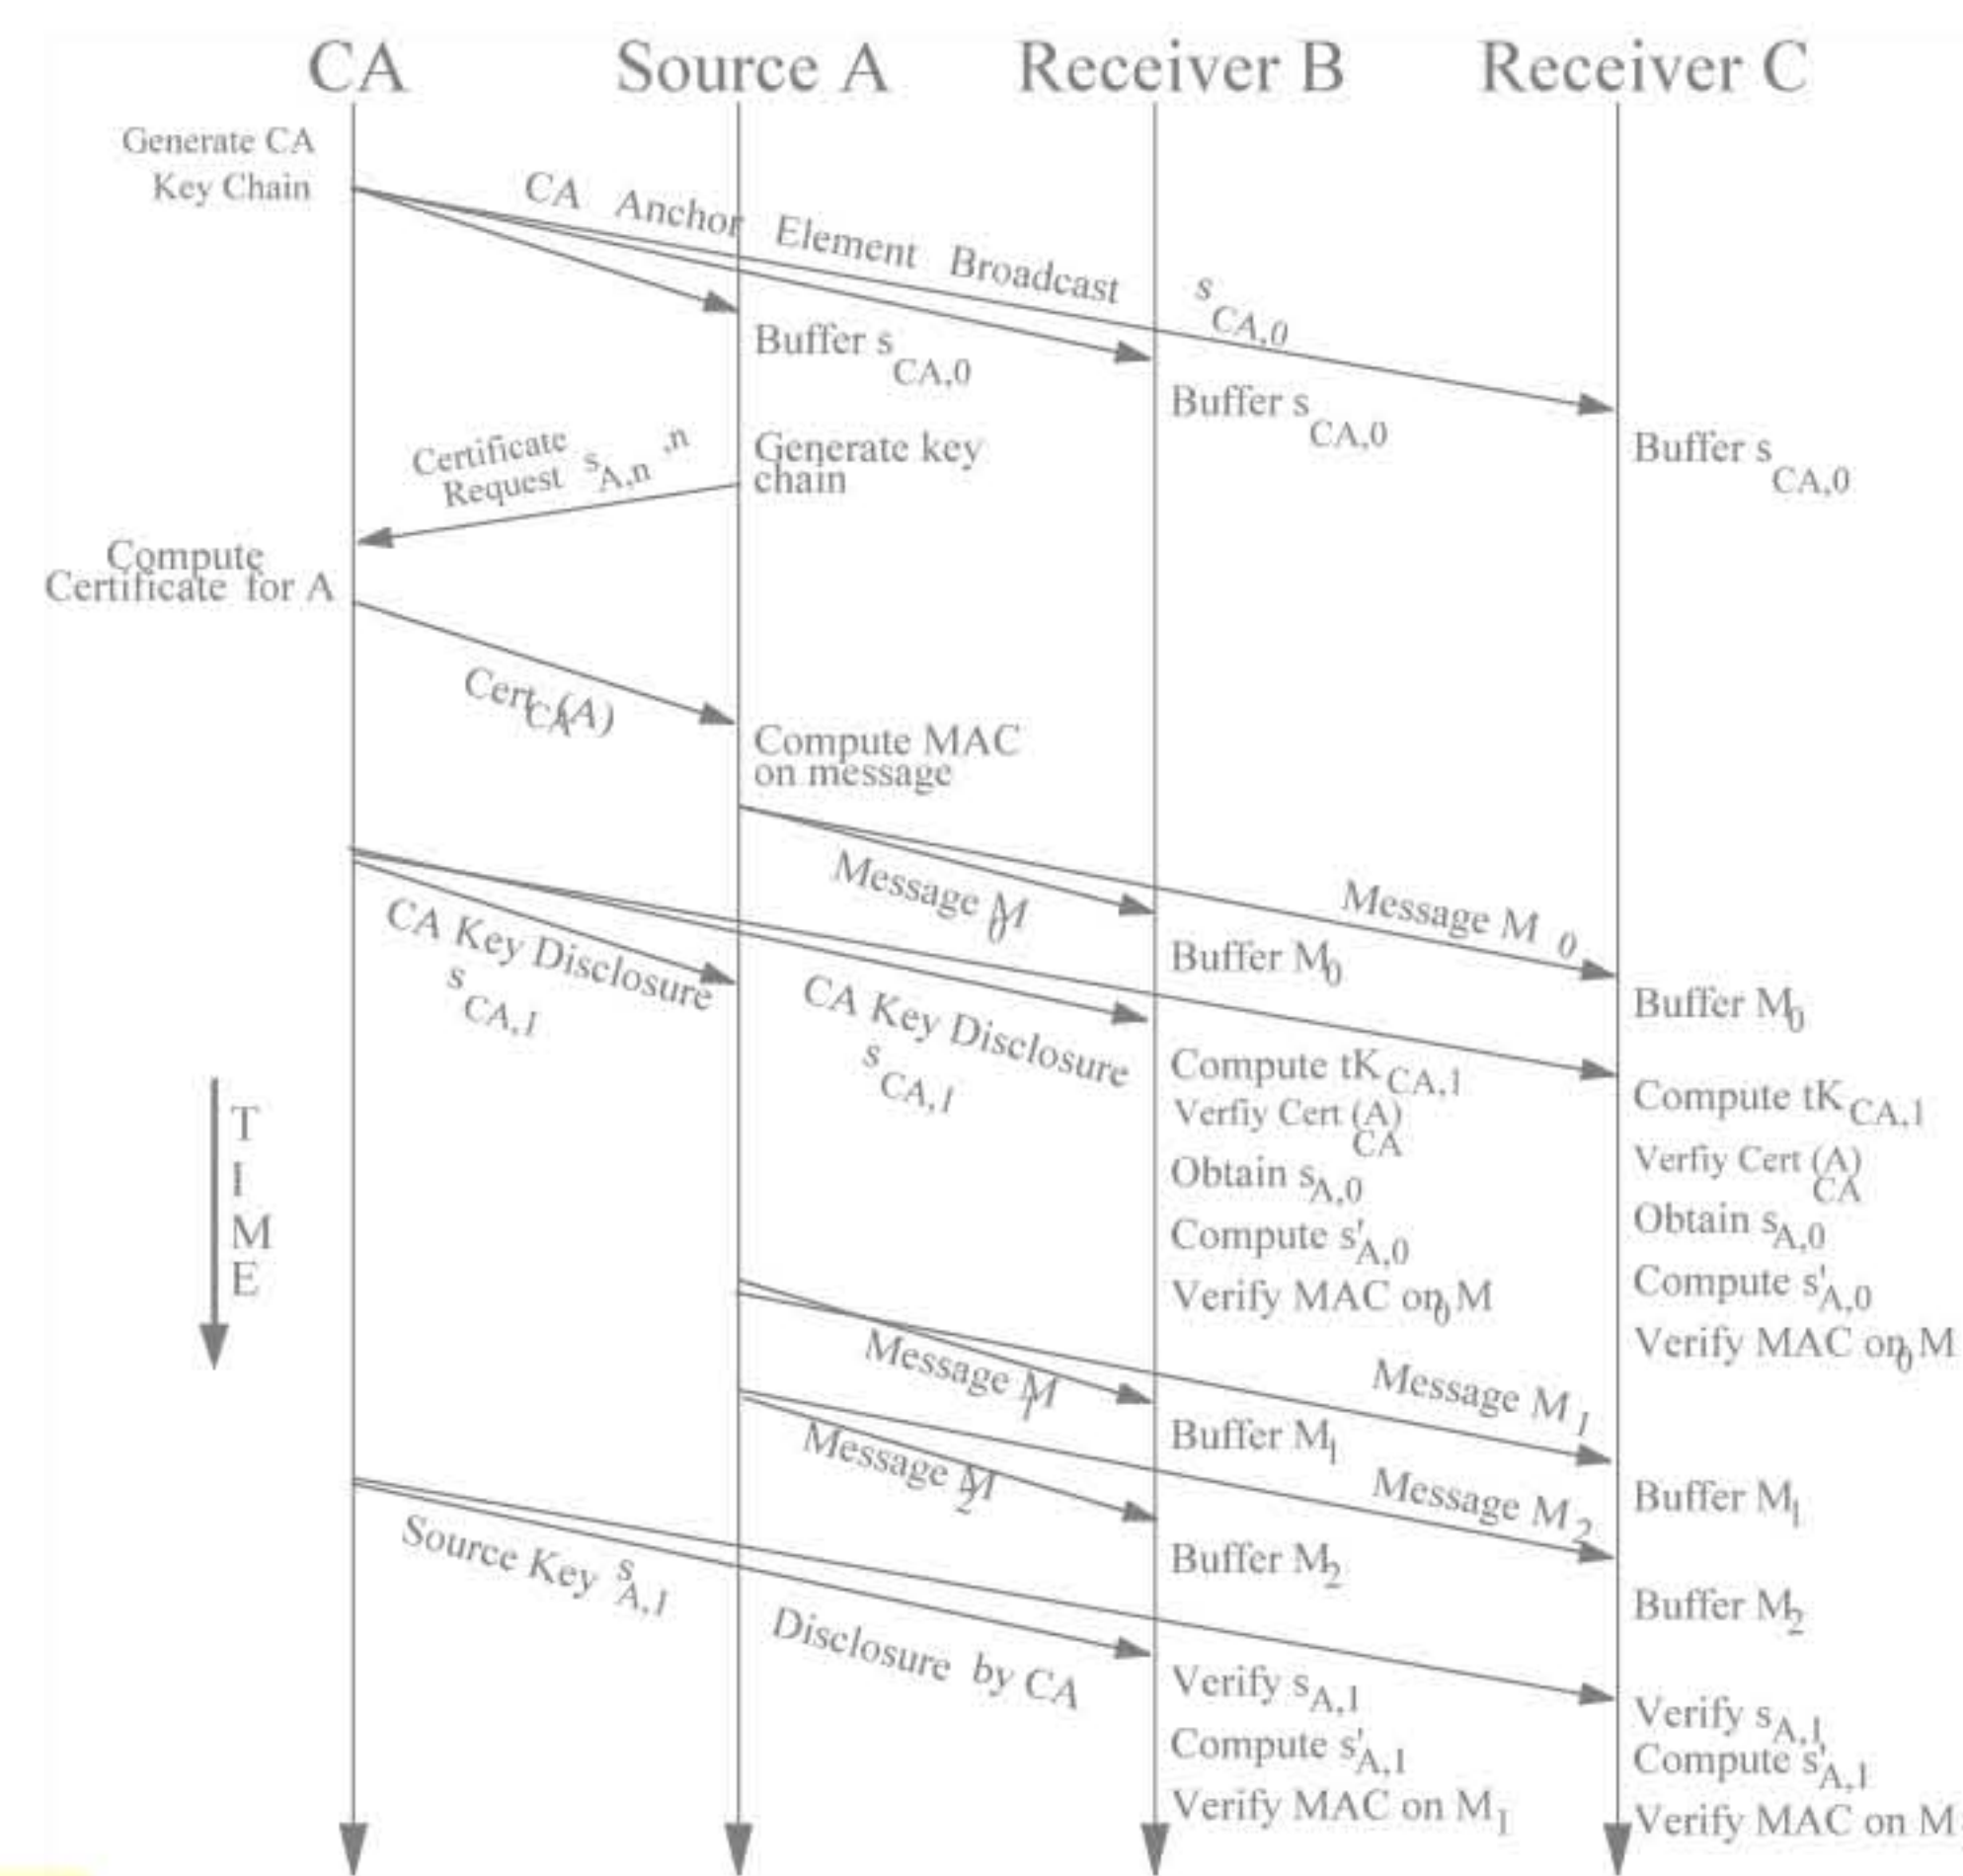 CA Source A Receiver B Receiver C
Generate CA
Key Chain
CA Anchor Element Broadcast s CA,0
Buffer s CA,0
Buffer s CA,0
Buffer s CA,0
Certificate
Request s A,n ,n
Generate key
chain
Compute
Certificate for A
Cert CA (A)
Compute MAC
on message
Message M 0
Message M 0
CA Key Disclosure
s CA,1
CA Key Disclosure
s CA,1
Buffer M0
Buffer M0
Compute tK CA,1
Verfiy Cert (A)
CA
Obtain s A,0
Compute s' A,0
Verify MAC on 0 M
Compute tK CA,1
Verfiy Cert (A)
CA
Obtain s A,0
Compute s' A,0
Verify MAC on 0 M
TIME
Message M 1
Message M 1
Buffer M1
Buffer M1
Message M 2
Message M 2
Buffer M2
Buffer M2
Source Key s A,1
Disclosure by CA
Verify s A,1
Compute s' A,1
Verify MAC on M1
Verify s A,1
Compute s' A,1
Verify MAC on M